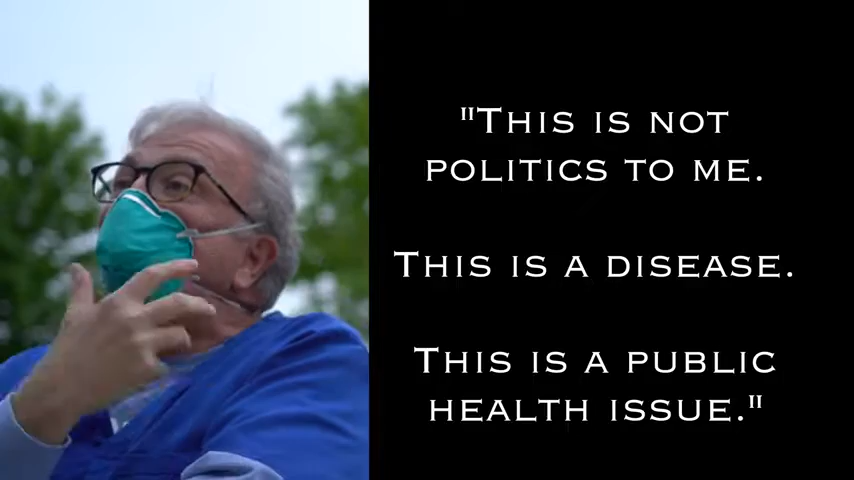 "This is not
politics to me.
This is a disease.
This is a public
health issue."